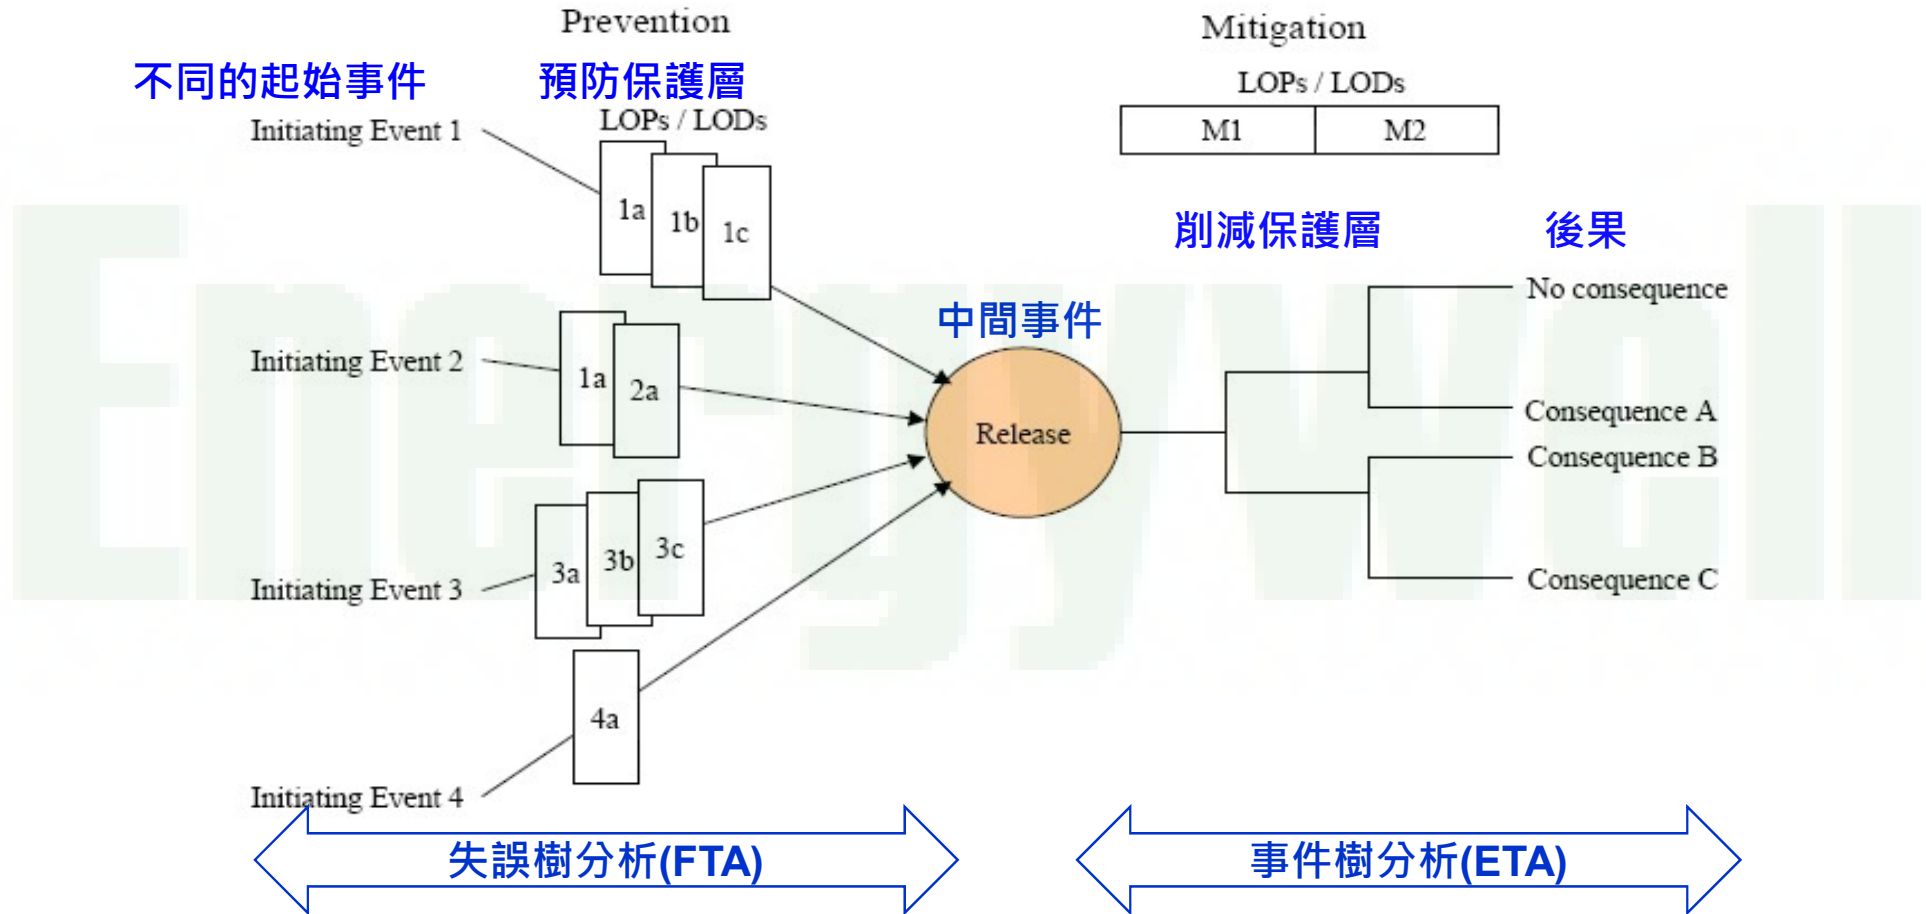 Prevention
Mitigation
不同的起始事件
預防保護層
LOPs / LODs
LOPs / LODs
M1
M2
Initiating Event 1
1a
1b
1c
削減保護層
後果
No consequence
中間事件
Initiating Event 2
1a
2a
Release
Consequence A
Consequence B
Initiating Event 3
3a
3b
3c
Consequence C
4a
Initiating Event 4
失誤樹分析(FTA)
事件樹分析(ETA)
Energywell